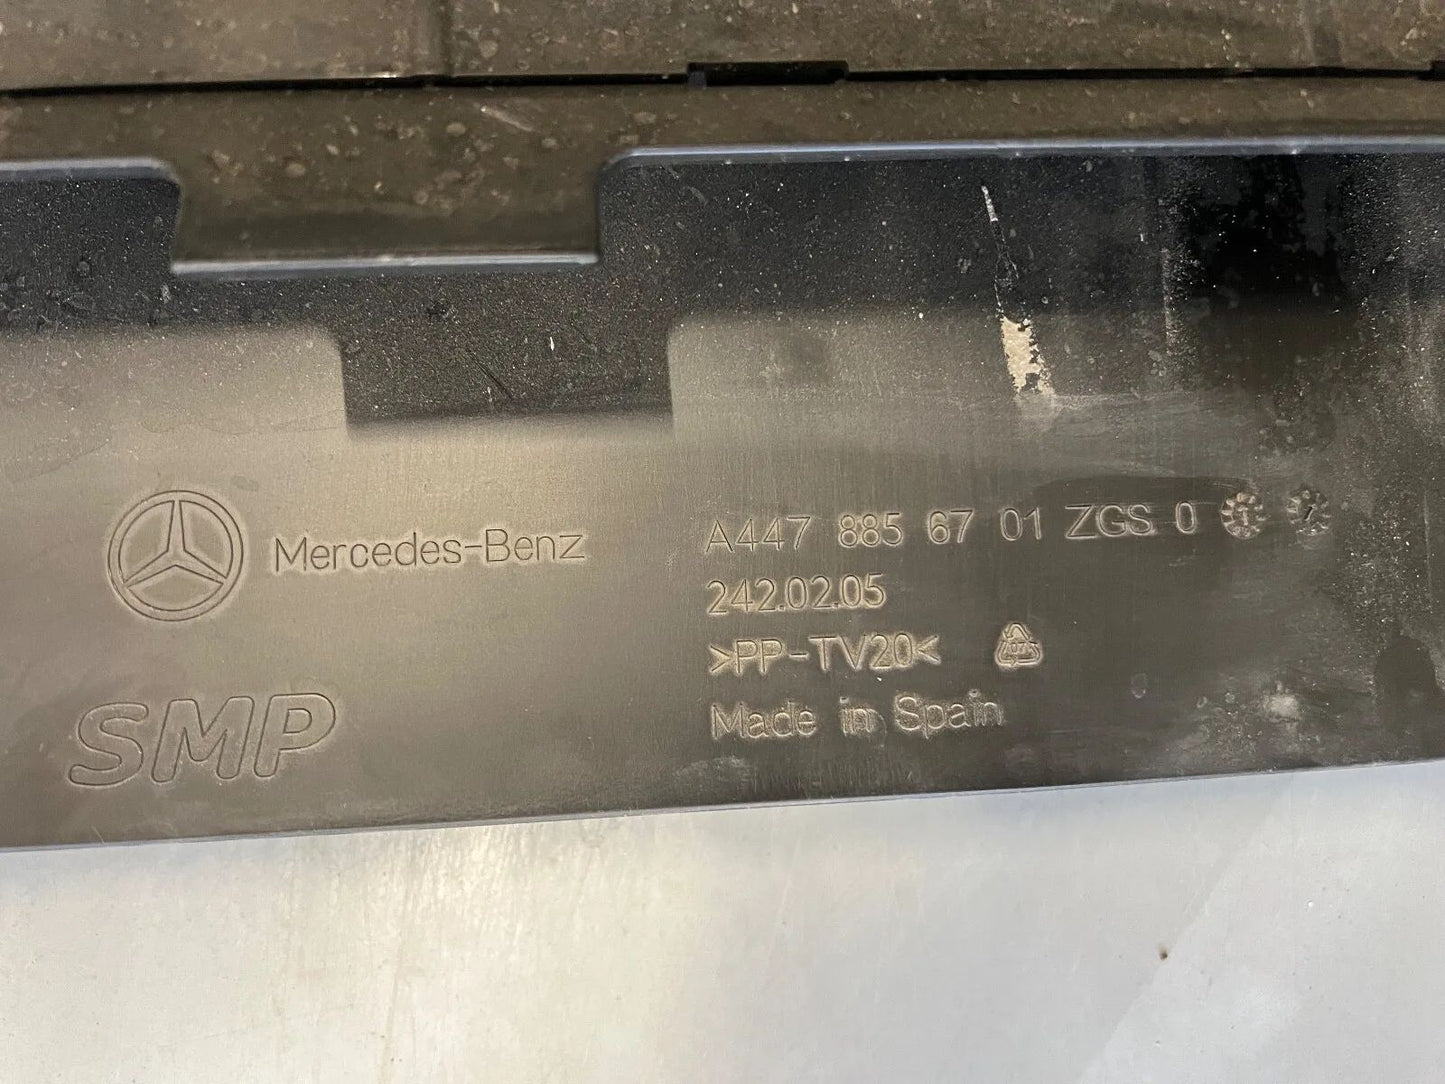 Mercedes-Benz
SMP
A447 885 67 01 ZGS 0
242.02.05
>PP-TV20<
Made in Spain